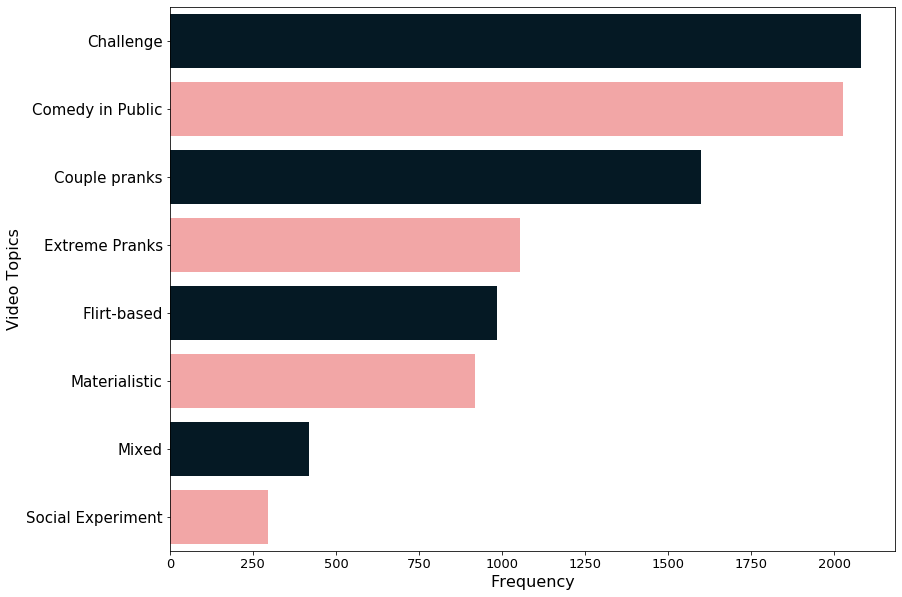 Challenge
Comedy in Public
Couple pranks
Extreme Pranks
Flirt-based
Materialistic
Mixed
Social Experiment
Video Topics
0 250 500 750 1000 1250 1500 1750 2000
Frequency